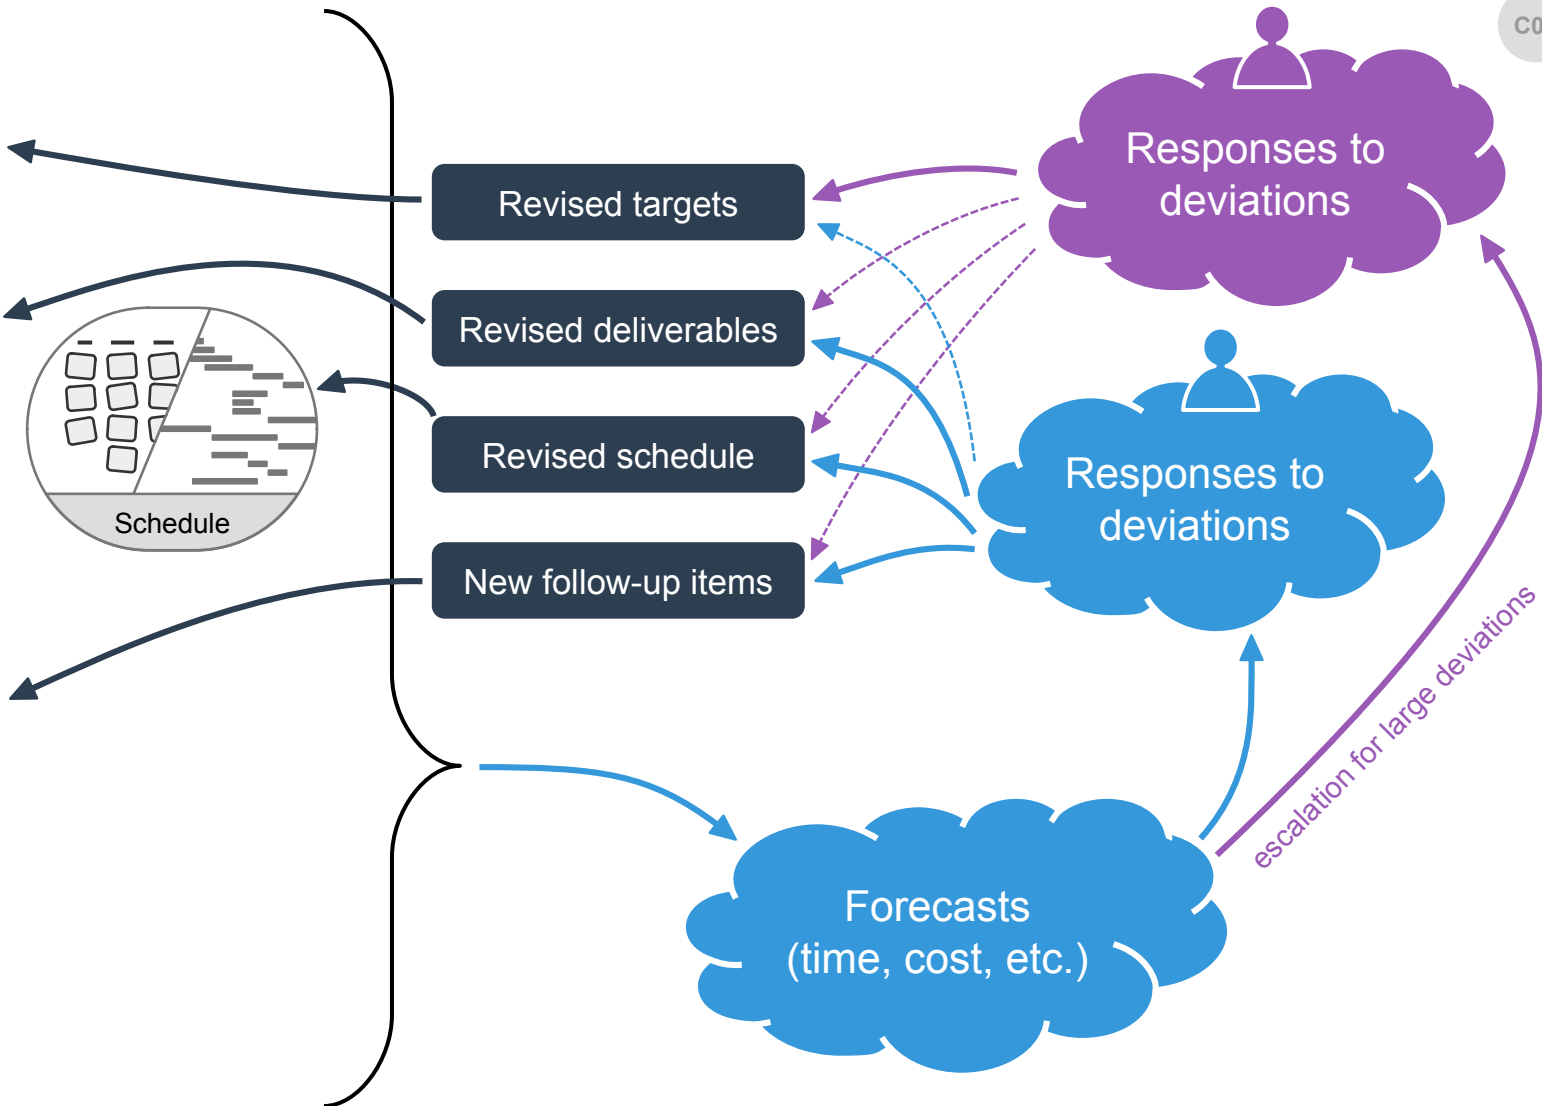 C0
Responses to
deviations
Revised targets
Revised deliverables
Revised schedule
New follow-up items
Schedule
Responses to
deviations
escalation for large deviations
Forecasts
(time, cost, etc.)